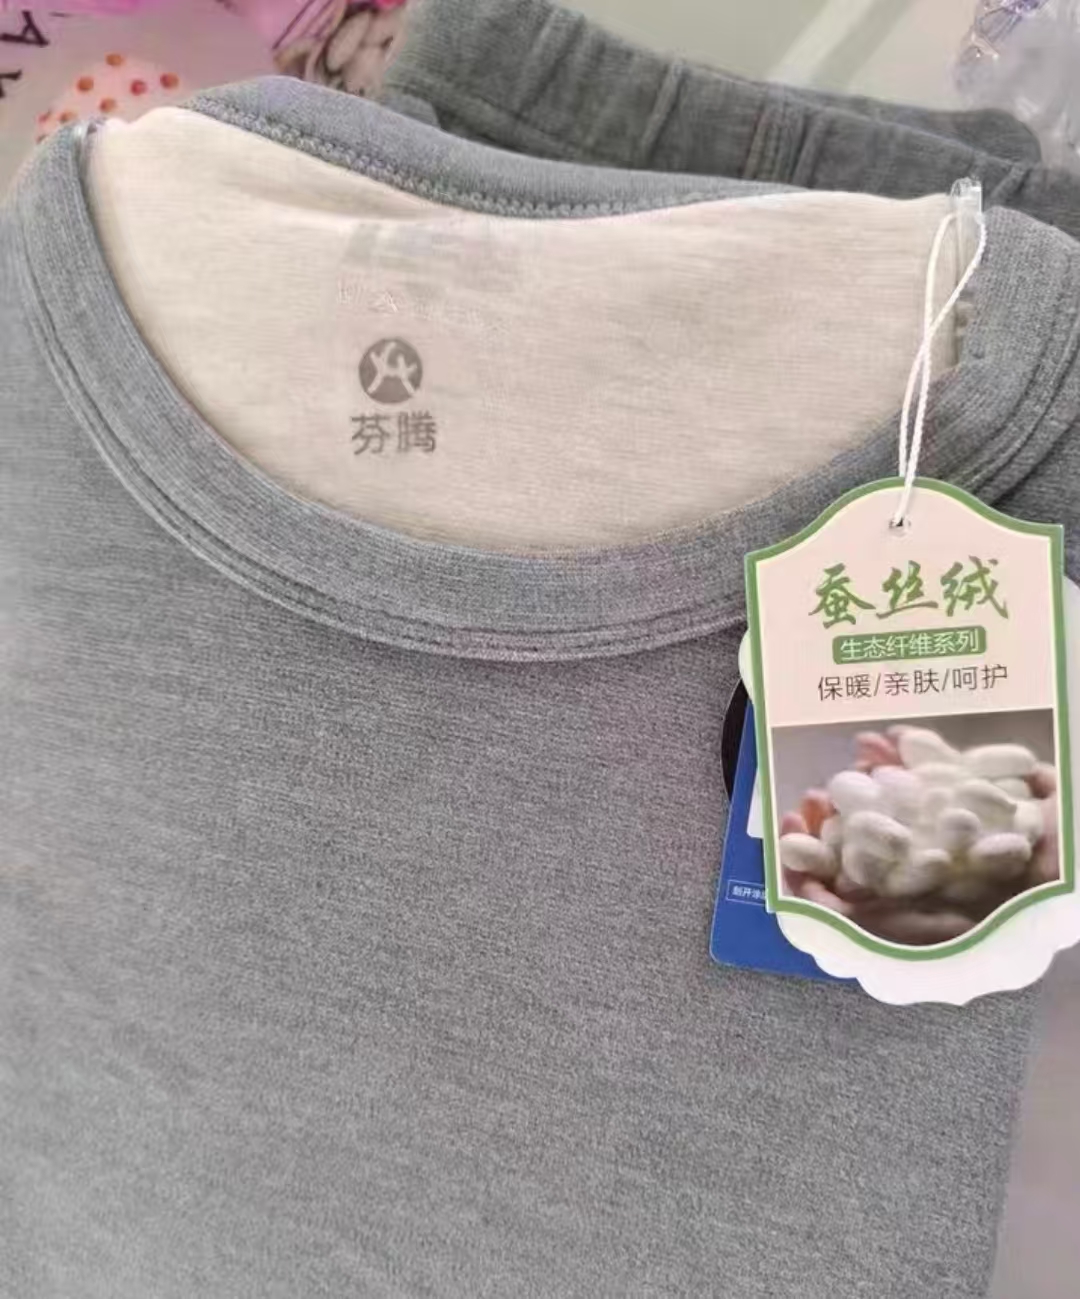 芬腾
蚕丝绒
生态纤维系列
保暖/亲肤/呵护